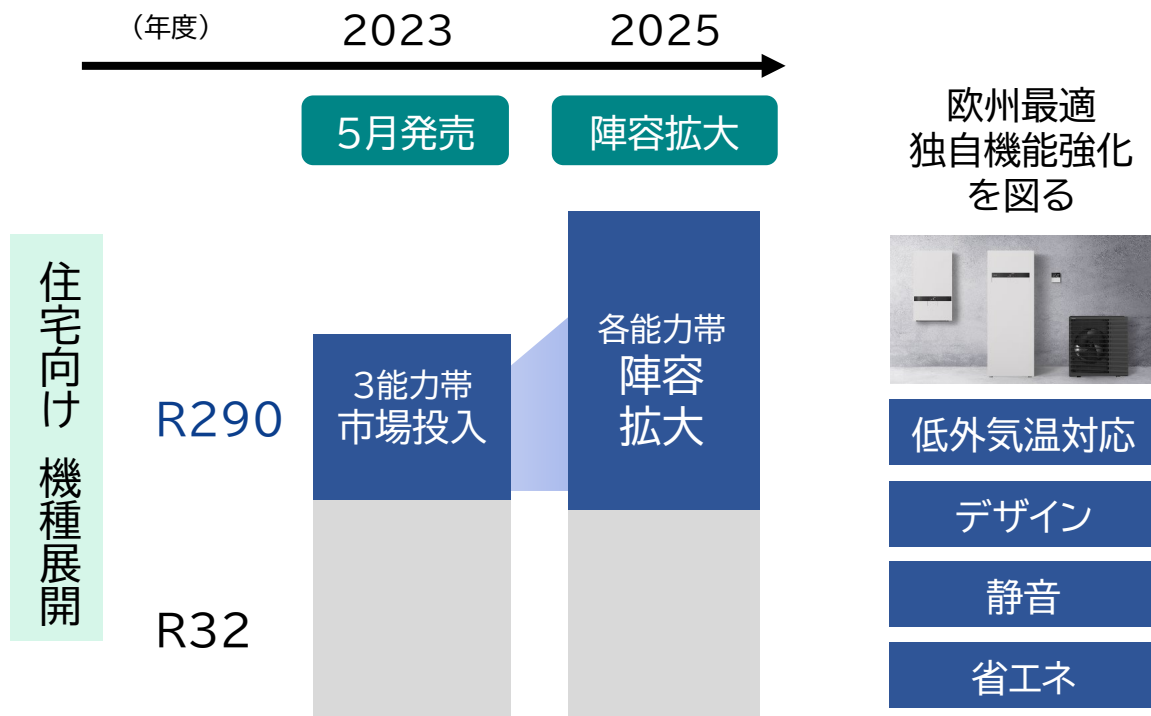 (年度)
2023
2025
5月発売
陣容拡大
欧州最適
独自機能強化
を図る
住宅向け 機種展開
R290
3能力帯
市場投入
各能力帯
陣容
拡大
R32
低外気温対応
デザイン
静音
省エネ